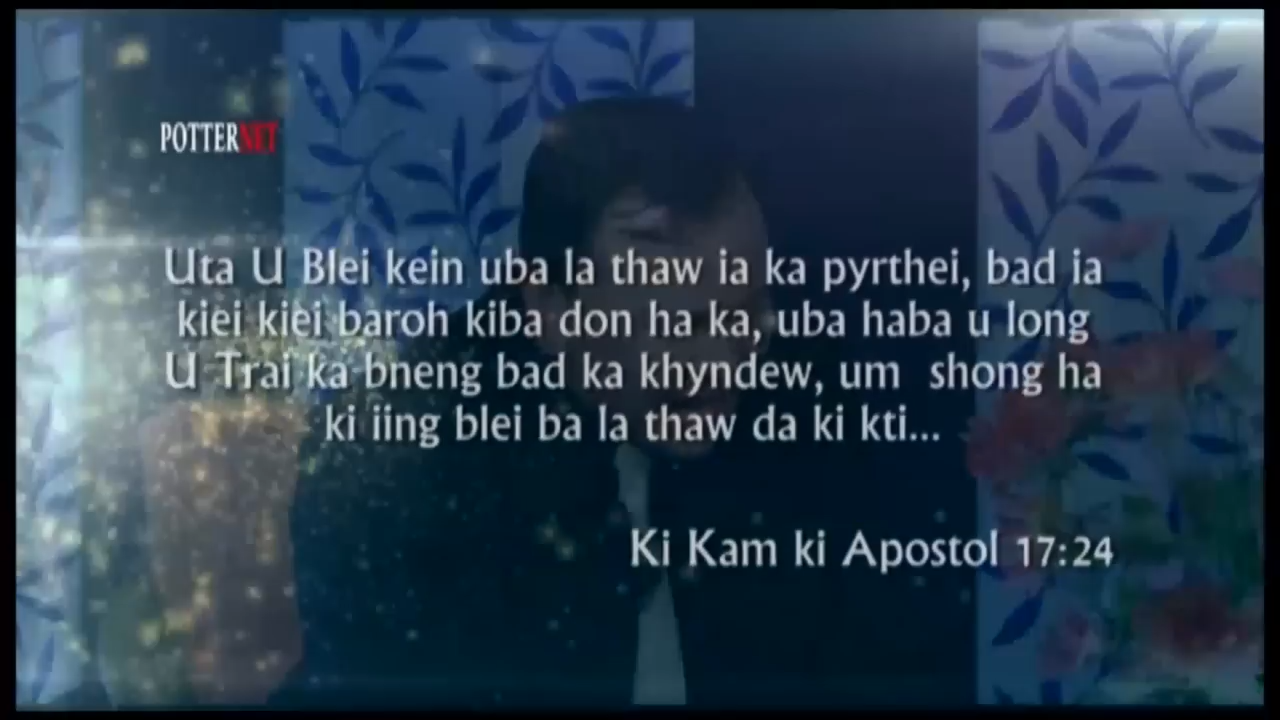 POTTERNET
Uta U Blei kein uba la thaw ia ka pyrthei, bad ia
kiei kiei baroh kiba don ha ka, uba haba u long
U Trai ka bneng bad ka khyndew, um shong ha
ki iing blei ba la thaw da ki kti...
Ki Kam ki Apostol 17:24